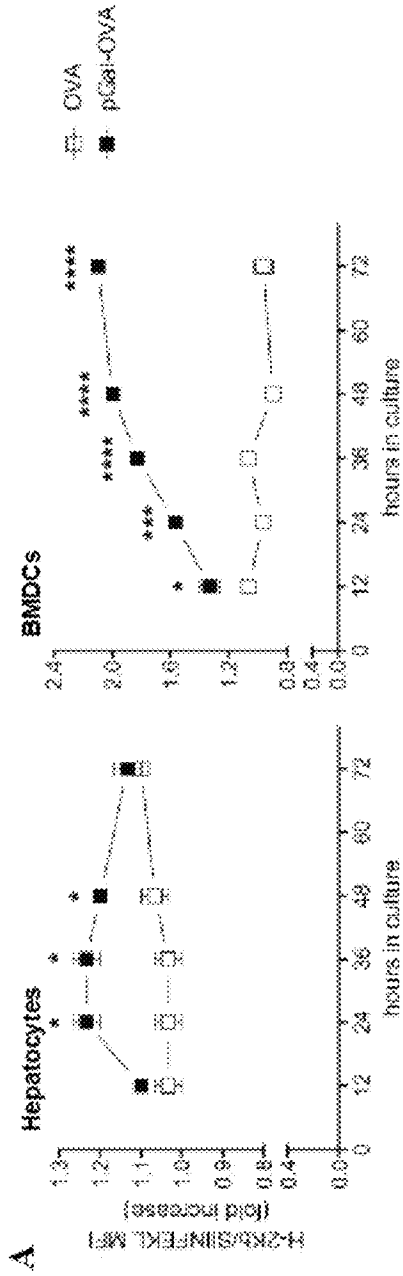 A
Hepatocytes
H-2Kb/SIINFEKL MFI
(fold increase)
1.3
1.2
1.1
1.0
0.9
0.8
0.4
0.0
* * *
0 12 24 36 48 60 72
hours in culture
BMDCs
2.4
2.0
1.6
1.2
0.8
0.4
0.0
* *** **** **** ****
0 12 24 36 48 60 72
hours in culture
OVA
pGal-OVA